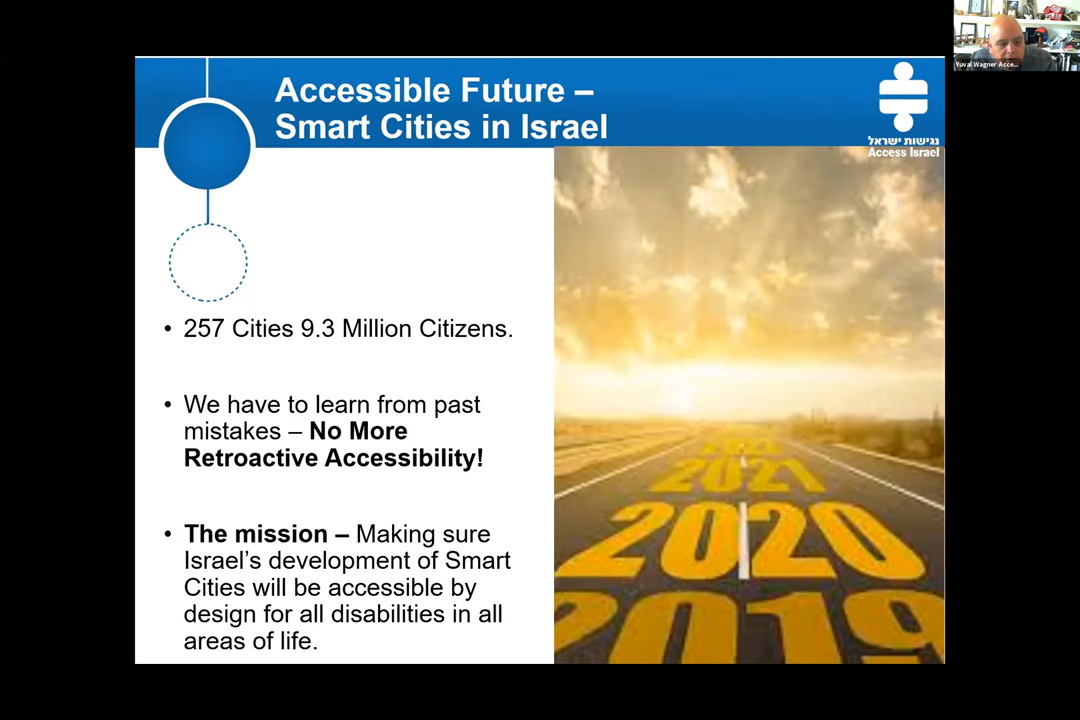 Accessible Future –
Smart Cities in Israel
נגישות ישראל
Access Israel
Yuval Wagner Acce...
• 257 Cities 9.3 Million Citizens.
• We have to learn from past
mistakes – No More
Retroactive Accessibility!
• The mission – Making sure
Israel's development of Smart
Cities will be accessible by
design for all disabilities in all
areas of life.
2021
2020
2019